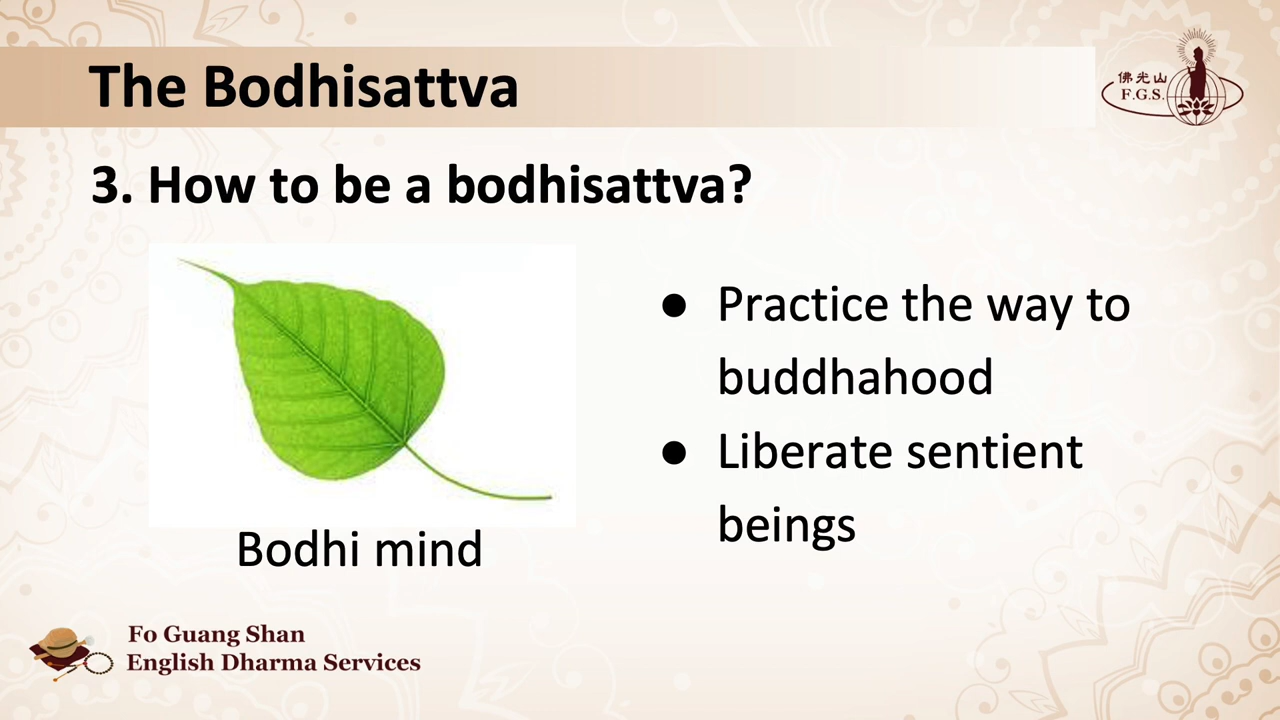 The Bodhisattva
佛光山
F.G.S.
3. How to be a bodhisattva?
Bodhi mind
● Practice the way to
buddhahood
● Liberate sentient
beings
Fo Guang Shan
English Dharma Services